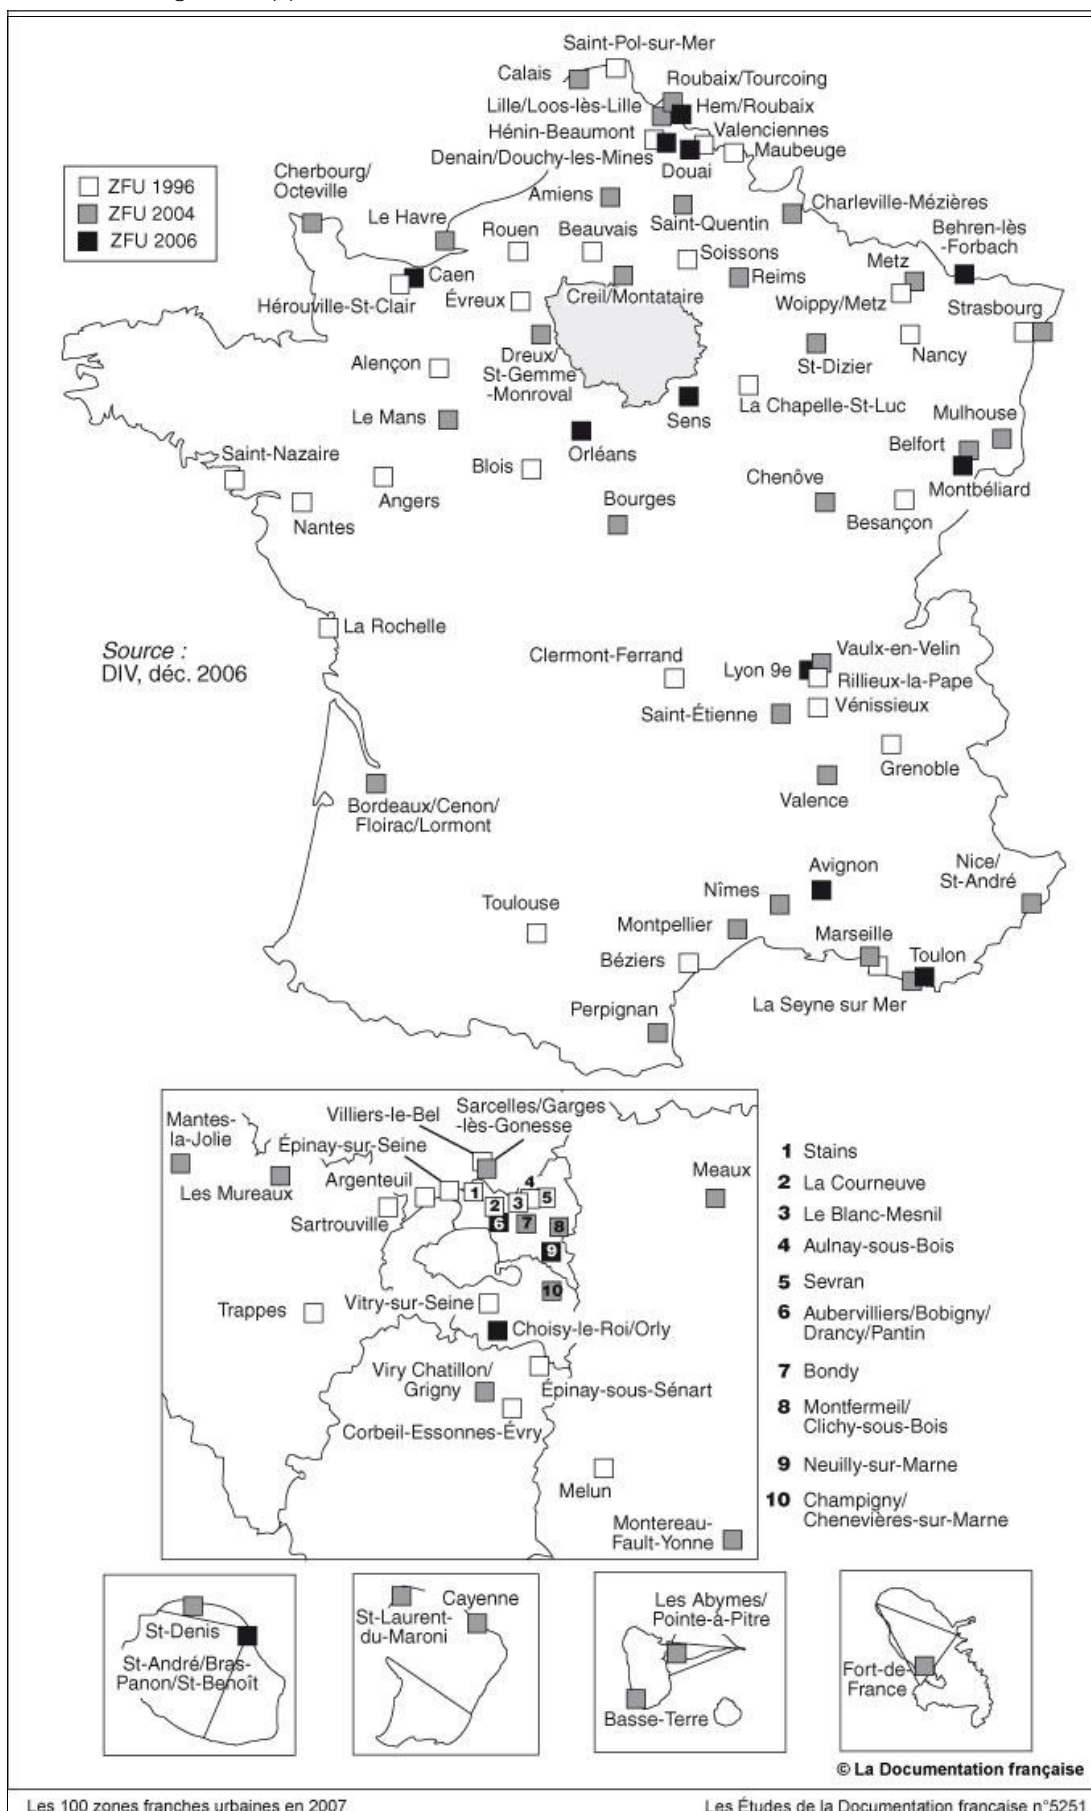 Saint-Pol-sur-Mer
Calais
Roubaix/Tourcoing
Lille/Loos-lès-Lille
Hem/Roubaix
Hénin-Beaumont
Valenciennes
Denain/Douchy-les-Mines
Maubeuge
Douai
ZFU 1996
ZFU 2004
ZFU 2006
Cherbourg/
Octeville
Le Havre
Amiens
Saint-Quentin
Charleville-Mézières
Rouen
Beauvais
Soissons
Behren-lès
-Forbach
Metz
Caen
Hérouville-St-Clair
Évreux
Creil/Montataire
Reims
Woippy/Metz
Strasbourg
Alençon
Dreux/
St-Gemme
-Monroval
St-Dizier
Nancy
La Chapelle-St-Luc
Le Mans
Sens
Mulhouse
Belfort
Saint-Nazaire
Orléans
Blois
Chenôve
Montbéliard
Angers
Nantes
Bourges
Besançon
La Rochelle
Source :
DIV, déc. 2006
Clermont-Ferrand
Lyon 9e
Vaulx-en-Velin
Rillieux-la-Pape
Saint-Étienne
Vénissieux
Grenoble
Valence
Bordeaux/Cenon/
Floirac/Lormont
Avignon
Nice/
St-André
Nîmes
Toulouse
Montpellier
Marseille
Toulon
Béziers
La Seyne sur Mer
Perpignan
Mantes-
la-Jolie
Villiers-le-Bel
Sarcelles/Garges
-lès-Gonesse
Épinay-sur-Seine
Les Mureaux
Argenteuil
Sartrouville
Meaux
1
2
3
4
5
6
7
8
9
10
Trappes
Vitry-sur-Seine
Choisy-le-Roi/Orly
Viry Chatillon/
Grigny
Épinay-sous-Sénart
Corbeil-Essonnes-Évry
Melun
Montereau-
Fault-Yonne
1 Stains
2 La Courneuve
3 Le Blanc-Mesnil
4 Aulnay-sous-Bois
5 Sevran
6 Aubervilliers/Bobigny/
Drancy/Pantin
7 Bondy
8 Montfermeil/
Clichy-sous-Bois
9 Neuilly-sur-Marne
10 Champigny/
Chenevières-sur-Marne
St-Denis
St-André/Bras-
Panon/St-Benoît
Cayenne
St-Laurent-
du-Maroni
Les Abymes/
Pointe-à-Pitre
Basse-Terre
Fort-de-
France
© La Documentation française
Les 100 zones franches urbaines en 2007
Les Études de la Documentation française n°5251